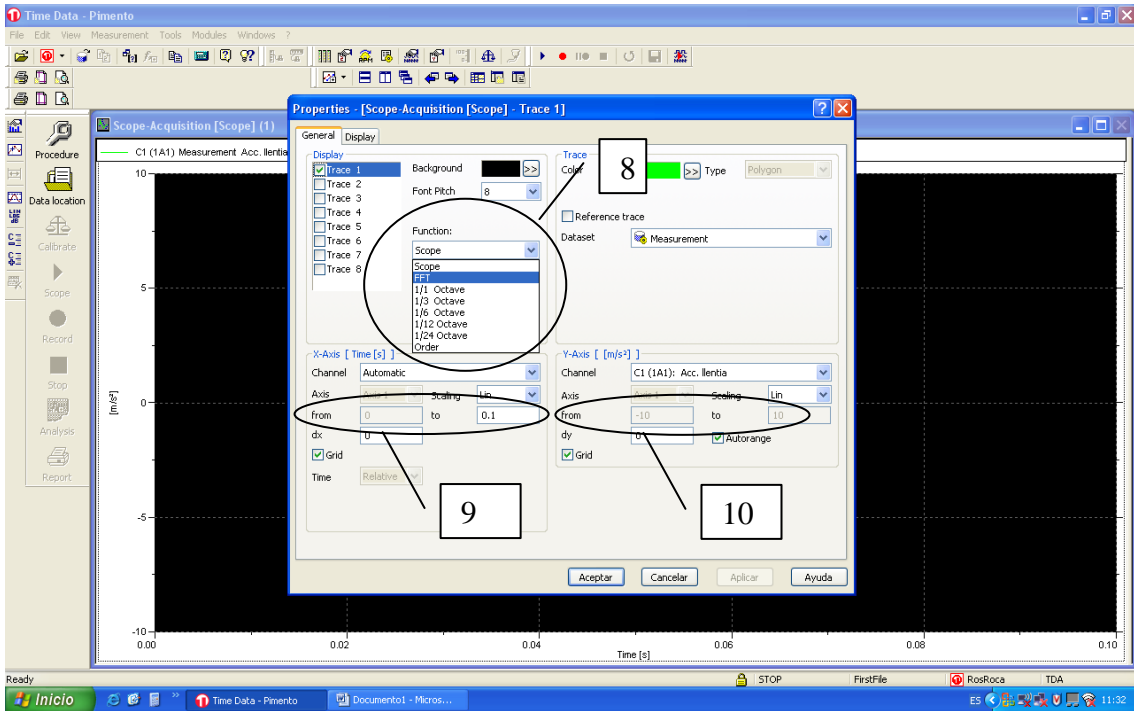 Time Data - Pimento
File Edit View Measurement Tools Modules Windows ?
Procedure
Data location
Calibrate
Scope
Record
Stop
Analysis
Report
Scope-Acquisition [Scope] (1)
C1 (1A1) Measurement Acc. llentia
10
5
0
-5
-10
[m/s²]
0.00 0.02 0.04 0.06 0.08 0.10
Time [s]
Properties - [Scope-Acquisition [Scope] - Trace 1]
General Display
Display
Trace 1
Trace 2
Trace 3
Trace 4
Trace 5
Trace 6
Trace 7
Trace 8
Background >>
Font Pitch 8
Function:
Scope
Scope
FFT
1/1 Octave
1/3 Octave
1/6 Octave
1/12 Octave
1/24 Octave
Order
8
Trace
Color >> Type Polygon
Reference trace
Dataset Measurement
X-Axis [ Time [s] ]
Channel Automatic
Axis Axis 1 Scaling Lin
from 0 to 0.1
dx 0
Grid
Time Relative
9
Y-Axis [ [m/s²] ]
Channel C1 (1A1): Acc. llentia
Axis Axis 1 Scaling Lin
from -10 to 10
dy 0 Autorange
Grid
10
Aceptar Cancelar Aplicar Ayuda
Ready STOP FirstFile RosRoca TDA
Inicio Time Data - Pimento Documento1 - Micros... ES 11:32